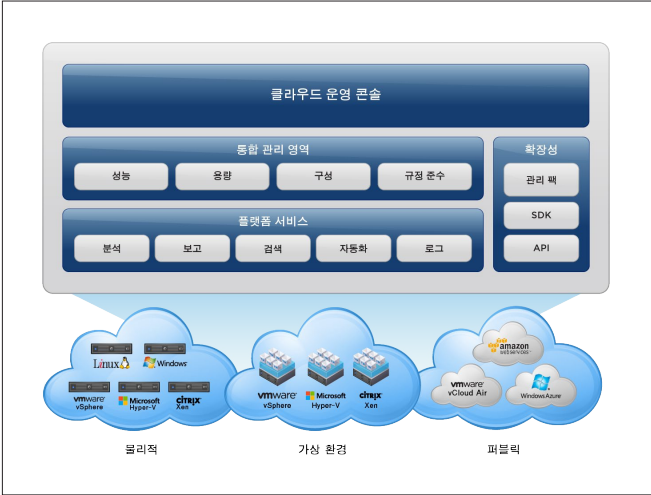 클라우드 운영 콘솔
통합 관리 영역
성능
용량
구성
규정 준수
플랫폼 서비스
분석
보고
검색
자동화
로그
확장성
관리 팩
SDK
API
Linux
Windows
vmware vSphere
Microsoft Hyper-V
citrix Xen
vmware vSphere
Microsoft Hyper-V
citrix Xen
amazon
webservices
vmware
vCloud Air
Windows Azure
물리적
가상 환경
퍼블릭